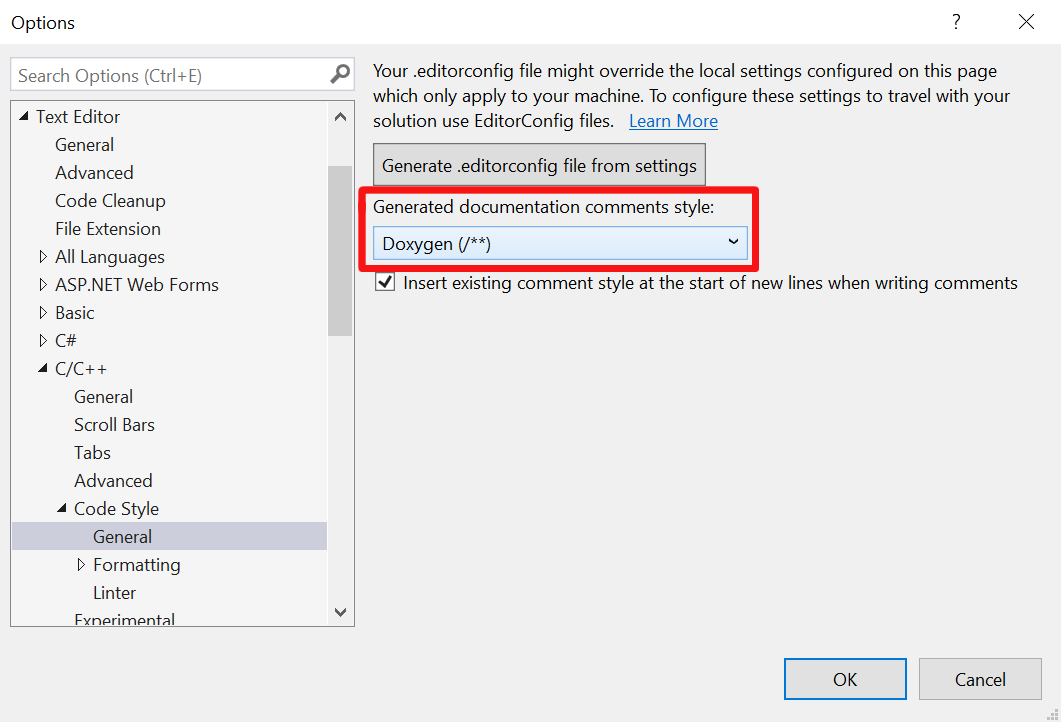 Options
?
Search Options (Ctrl+E)
Text Editor
General
Advanced
Code Cleanup
File Extension
All Languages
ASP.NET Web Forms
Basic
C#
C/C++
General
Scroll Bars
Tabs
Advanced
Code Style
General
Formatting
Linter
Experimental
Your .editorconfig file might override the local settings configured on this page
which only apply to your machine. To configure these settings to travel with your
solution use EditorConfig files. Learn More
Generate .editorconfig file from settings
Generated documentation comments style:
Doxygen (/**)
Insert existing comment style at the start of new lines when writing comments
OK
Cancel